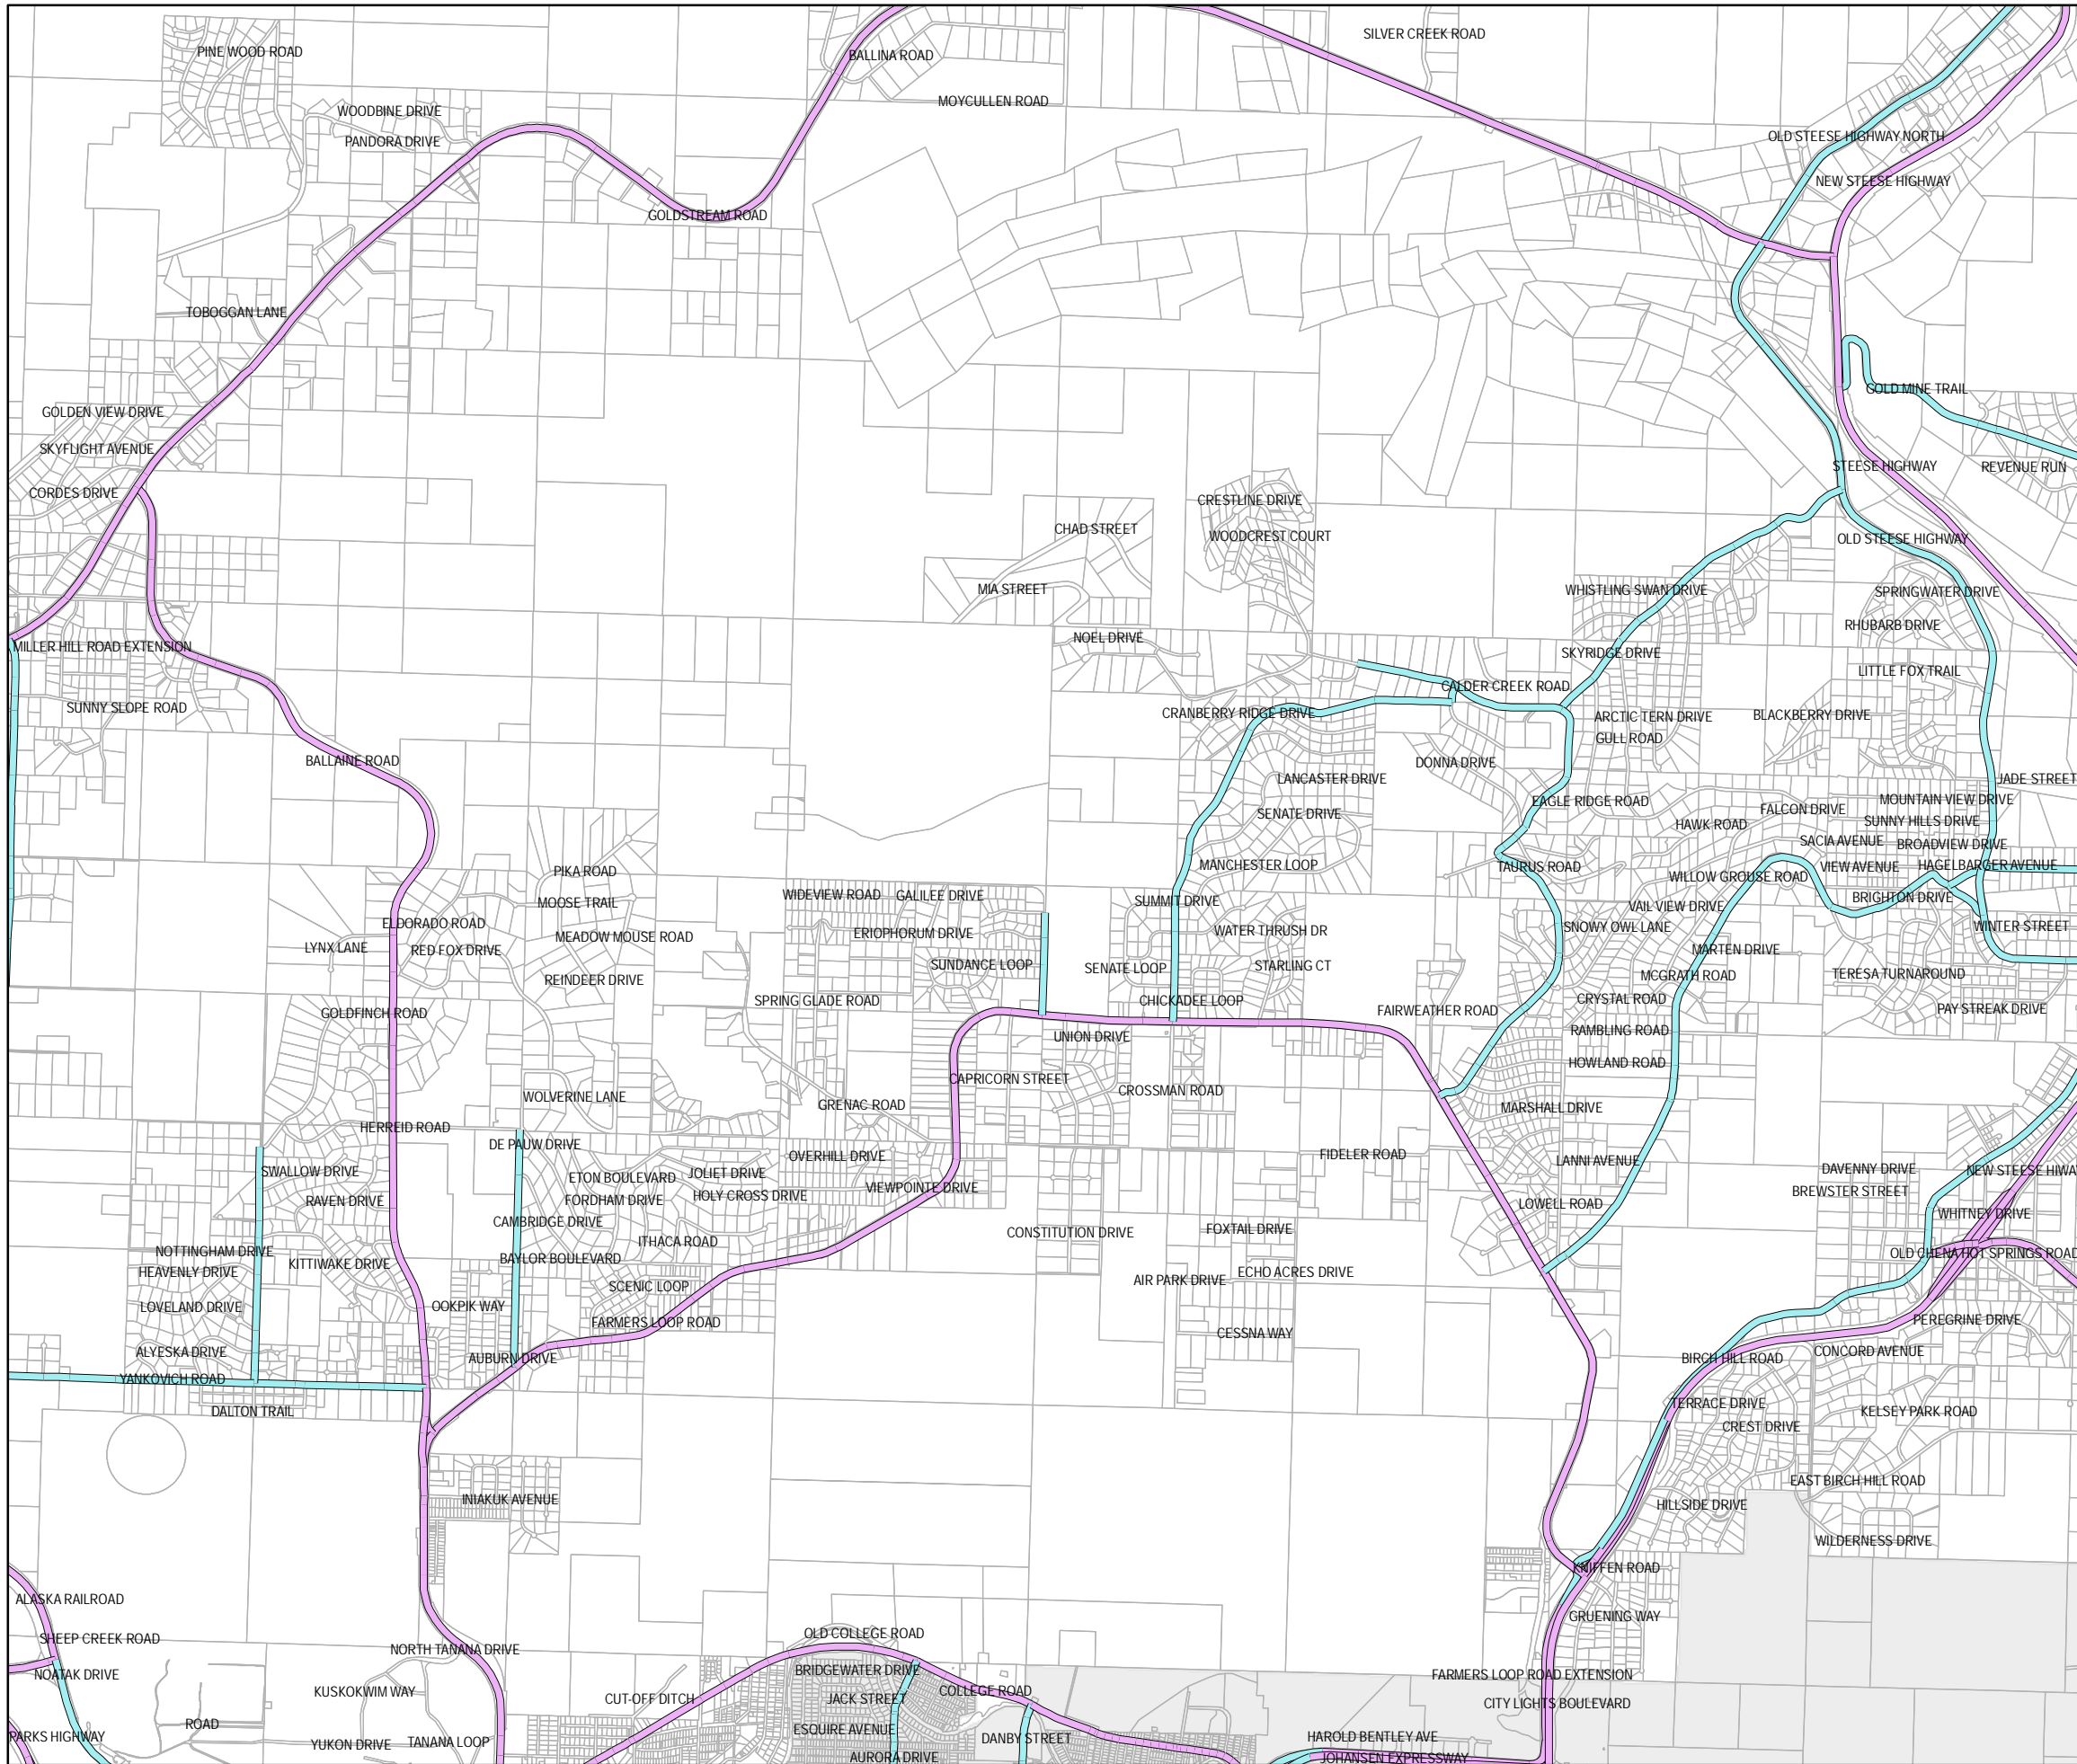 SILVER CREEK ROAD
PINE WOOD ROAD
BALLINA ROAD
MOYCULLEN ROAD
WOODBINE DRIVE
PANDORA DRIVE
OLD STEESE HIGHWAY NORTH
NEW STEESE HIGHWAY
GOLDSTREAM ROAD
TOBOGGAN LANE
GOLD MINE TRAIL
GOLDEN VIEW DRIVE
SKYFLIGHT AVENUE
STEESE HIGHWAY
REVENUE RUN
CORDES DRIVE
CRESTLINE DRIVE
CHAD STREET
WOODCREST COURT
OLD STEESE HIGHWAY
MIA STREET
WHISTLING SWAN DRIVE
SPRINGWATER DRIVE
RHUBARB DRIVE
NOEL DRIVE
MILLER HILL ROAD EXTENSION
SKYRIDGE DRIVE
LITTLE FOX TRAIL
CALDER CREEK ROAD
SUNNY SLOPE ROAD
CRANBERRY RIDGE DRIVE
ARCTIC TERN DRIVE
BLACKBERRY DRIVE
GULL ROAD
BALLAINE ROAD
DONNA DRIVE
LANCASTER DRIVE
JADE STREET
EAGLE RIDGE ROAD
MOUNTAIN VIEW DRIVE
FALCON DRIVE
SENATE DRIVE
HAWK ROAD
SUNNY HILLS DRIVE
SACIA AVENUE
BROADVIEW DRIVE
MANCHESTER LOOP
TAURUS ROAD
VIEW AVENUE
HAGELBARGER AVENUE
PIKA ROAD
WILLOW GROUSE ROAD
WIDEVIEW ROAD
GALILEE DRIVE
BRIGHTON DRIVE
MOOSE TRAIL
SUMMIT DRIVE
VAIL VIEW DRIVE
ELDORADO ROAD
SNOWY OWL LANE
WINTER STREET
WATER THRUSH DR
ERIOPHORUM DRIVE
MEADOW MOUSE ROAD
LYNX LANE
RED FOX DRIVE
MARTEN DRIVE
SUNDANCE LOOP
SENATE LOOP
STARLING CT
MCGRATH ROAD
TERESA TURNAROUND
REINDEER DRIVE
SPRING GLADE ROAD
CHICKADEE LOOP
CRYSTAL ROAD
PAY STREAK DRIVE
FAIRWEATHER ROAD
GOLDFINCH ROAD
RAMBLING ROAD
UNION DRIVE
HOWLAND ROAD
CAPRICORN STREET
CROSSMAN ROAD
WOLVERINE LANE
GRENAC ROAD
MARSHALL DRIVE
HERREID ROAD
DE PAUW DRIVE
OVERHILL DRIVE
FIDELER ROAD
LANNI AVENUE
SWALLOW DRIVE
ETON BOULEVARD
JOLIET DRIVE
DAVENNY DRIVE
NEW STEESE HIWAY
VIEWPOINTE DRIVE
BREWSTER STREET
RAVEN DRIVE
FORDHAM DRIVE
HOLY CROSS DRIVE
LOWELL ROAD
WHITNEY DRIVE
CAMBRIDGE DRIVE
CONSTITUTION DRIVE
FOXTAIL DRIVE
ITHACA ROAD
NOTTINGHAM DRIVE
OLD CHENA HOT SPRINGS ROAD
BAYLOR BOULEVARD
KITTIWAKE DRIVE
HEAVENLY DRIVE
AIR PARK DRIVE
ECHO ACRES DRIVE
SCENIC LOOP
LOVELAND DRIVE
OOKPIK WAY
FARMERS LOOP ROAD
PEREGRINE DRIVE
CESSNA WAY
ALYESKA DRIVE
AUBURN DRIVE
BIRCH HILL ROAD
CONCORD AVENUE
YANKOVICH ROAD
TERRACE DRIVE
DALTON TRAIL
KELSEY PARK ROAD
CREST DRIVE
EAST BIRCH HILL ROAD
INIAKUK AVENUE
HILLSIDE DRIVE
WILDERNESS DRIVE
KNIFFEN ROAD
ALASKA RAILROAD
GRUENING WAY
SHEEP CREEK ROAD
OLD COLLEGE ROAD
NORTH TANANA DRIVE
NOATAK DRIVE
BRIDGEWATER DRIVE
FARMERS LOOP ROAD EXTENSION
KUSKOKWIM WAY
CUT-OFF DITCH
JACK STREET
COLLEGE ROAD
CITY LIGHTS BOULEVARD
ROAD
ESQUIRE AVENUE
PARKS HIGHWAY
YUKON DRIVE
TANANA LOOP
DANBY STREET
HAROLD BENTLEY AVE
AURORA DRIVE
JOHANSEN EXPRESSWAY